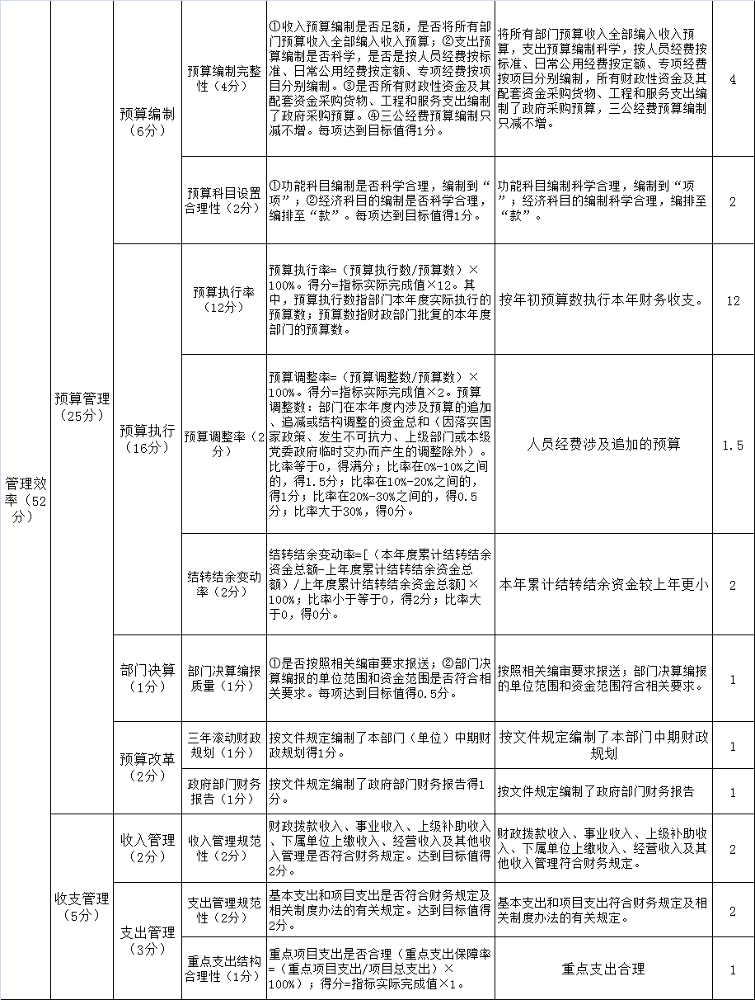 管理效
率（52
分）
预算管理
（25分）
预算编制
（6分）
预算编制完整
性（4分）
①收入预算编制是否足额，是否将所有部
门预算收入全部编入收入预算；②支出预
算编制是否科学，是否是按人员经费按标
准、日常公用经费按定额、专项经费按项
目分别编制。③是否所有财政性资金及其
配套资金采购货物、工程和服务支出编制
了政府采购预算。④三公经费预算编制只
减不增。每项达到目标值得1分。
将所有部门预算收入全部编入收入预
算，支出预算编制科学，按人员经费按
标准、日常公用经费按定额、专项经费
按项目分别编制，所有财政性资金及其
配套资金采购货物、工程和服务支出编
制了政府采购预算，三公经费预算编制
只减不增。
4
预算科目设置
合理性（2分）
①功能科目编制是否科学合理，编制到“
项”；②经济科目的编制是否科学合理，
编排至“款”。每项达到目标值得1分。
功能科目编制科学合理，编制到“项
”；经济科目的编制科学合理，编排至
“款”。
2
预算执行
（16分）
预算执行率
（12分）
预算执行率=（预算执行数/预算数）×
100%。得分=指标实际完成值×12。其
中，预算执行数指部门本年度实际执行的
预算数；预算数指财政部门批复的本年度
部门的预算数。
按年初预算数执行本年财务收支。
12
预算调整率（2
分）
预算调整率=（预算调整数/预算数）×
100%。得分=指标实际完成值×2。预算
调整数：部门在本年度内涉及预算的追加
、追减或结构调整的资金总和（因落实国
家政策、发生不可抗力、上级部门或本级
党委政府临时交办而产生的调整除外）。
比率等于0，得满分；比率在0%-10%之间
的，得1.5分；比率在10%-20%之间的，
得1分；比率在20%-30%之间的，得0.5
分；比率大于30%，得0分。
人员经费涉及追加的预算
1.5
结转结余变动
率（2分）
结转结余变动率=[（本年度累计结转结余
资金总额-上年度累计结转结余资金总
额）/上年度累计结转结余资金总额]×
100%；比率小于等于0，得2分；比率大
于0，得0分。
本年累计结转结余资金较上年更小
2
部门决算
（1分）
部门决算编报
质量（1分）
①是否按照相关编审要求报送；②部门决
算编报的单位范围和资金范围是否符合相
关要求。每项达到目标值得0.5分。
按照相关编审要求报送；部门决算编报
的单位范围和资金范围符合相关要求。
1
预算改革
（2分）
三年滚动财政
规划（1分）
按文件规定编制了本部门（单位）中期财
政规划得1分。
按文件规定编制了本部门中期财政
规划
1
政府部门财务
报告（1分）
按文件规定编制了政府部门财务报告得1
分。
按文件规定编制了政府部门财务报告
1
收支管理
（5分）
收入管理
（2分）
收入管理规范
性（2分）
财政拨款收入、事业收入、上级补助收入
、下属单位上缴收入、经营收入及其他收
入管理是否符合财务规定。达到目标值得
2分。
财政拨款收入、事业收入、上级补助收
入、下属单位上缴收入、经营收入及其
他收入管理符合财务规定。
2
支出管理
（3分）
支出管理规范
性（2分）
基本支出和项目支出是否符合财务规定及
相关制度办法的有关规定。达到目标值得
2分。
基本支出和项目支出符合财务规定及相
关制度办法的有关规定。
2
重点支出结构
合理性（1分）
重点项目支出是否合理（重点支出保障率
=（重点项目支出/项目总支出）×
100%）；得分=指标实际完成值×1。
重点支出合理
1